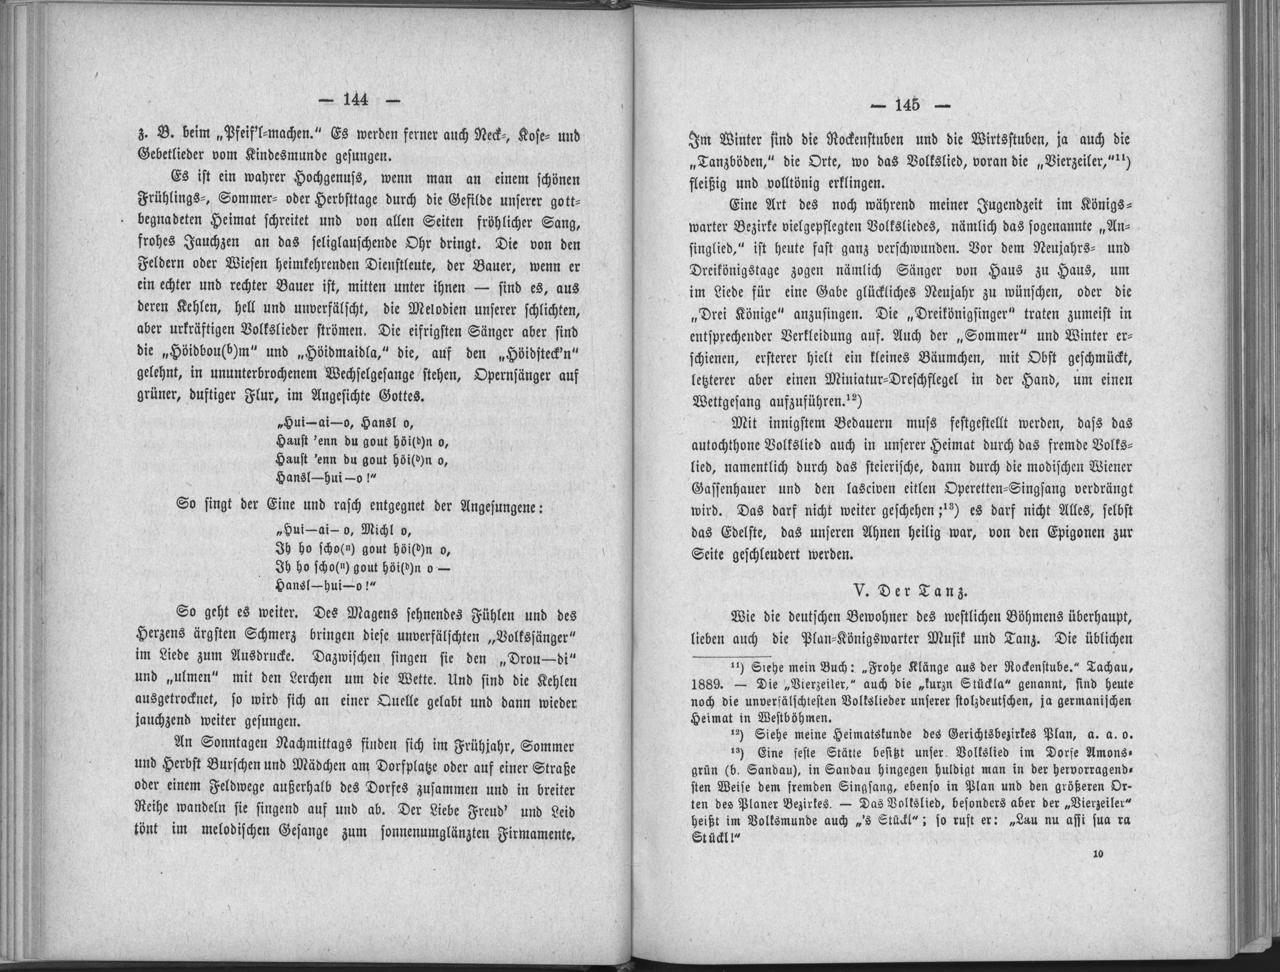 — 144 —
z. B. beim „Pfeif'l-machen.“ Es werden ferner auch Neck-, Kose- und
Gebetlieder vom Kindesmunde gesungen.
Es ist ein wahrer Hochgenuss, wenn man an einem schönen
Frühlings-, Sommer- oder Herbsttage durch die Gefilde unserer gott-
begnadeten Heimat schreitet und von allen Seiten fröhlicher Sang,
frohes Jauchzen an das seliglauschende Ohr dringt. Die von den
Feldern oder Wiesen heimkehrenden Dienstleute, der Bauer, wenn er
ein echter und rechter Bauer ist, mitten unter ihnen — sind es, aus
deren Kehlen, hell und unverfälscht, die Melodien unserer schlichten,
aber urkräftigen Volkslieder strömen. Die eifrigsten Sänger aber sind
die „Höidbou(b)m“ und „Höidmaidla,“ die, auf den „Höidsteck'n“
gelehnt, in ununterbrochenem Wechselgesange stehen, Opernsänger auf
grüner, duftiger Flur, im Angesichte Gottes.
„Hui—ai—o, Hansl o,
Haust 'enn du gout höi(d)n o,
Haust 'enn du gout höi(d)n o,
Hansl—hui—o!“
So singt der Eine und rasch entgegnet der Angesungene:
„Hui—ai—o, Michl o,
Ih ho scho(n) gout höi(d)n o,
Ih ho scho(n) gout höi(d)n o —
Hansl—hui—o!“
So geht es weiter. Des Magens sehnendes Fühlen und des
Herzens ärgsten Schmerz bringen diese unverfälschten „Volkssänger“
im Liede zum Ausdrucke. Dazwischen singen sie den „Drou—di“
und „ulmen“ mit den Lerchen um die Wette. Und sind die Kehlen
ausgetrocknet, so wird sich an einer Quelle gelabt und dann wieder
jauchzend weiter gesungen.
An Sonntagen Nachmittags finden sich im Frühjahr, Sommer
und Herbst Burschen und Mädchen am Dorfplatze oder auf einer Straße
oder einem Feldwege außerhalb des Dorfes zusammen und in breiter
Reihe wandeln sie singend auf und ab. Der Liebe Freud' und Leid
tönt im melodischen Gesange zum sonnenumglänzten Firmamente.
— 145 —
Im Winter sind die Rockenstuben und die Wirtsstuben, ja auch die
„Tanzböden,“ die Orte, wo das Volkslied, voran die „Vierzeiler,“¹¹)
fleißig und volltönig erklingen.
Eine Art des noch während meiner Jugendzeit im Königs-
warter Bezirke vielgepflegten Volksliedes, nämlich das sogenannte „An-
singlied,“ ist heute fast ganz verschwunden. Vor dem Neujahrs- und
Dreikönigstage zogen nämlich Sänger von Haus zu Haus, um
im Liede für eine Gabe glückliches Neujahr zu wünschen, oder die
„Drei Könige“ anzusingen. Die „Dreikönigsinger“ traten zumeist in
entsprechender Verkleidung auf. Auch der „Sommer“ und Winter er-
schienen, ersterer hielt ein kleines Bäumchen, mit Obst geschmückt,
letzterer aber einen Miniatur-Dreschflegel in der Hand, um einen
Wettgesang aufzuführen.¹²)
Mit innigstem Bedauern muss festgestellt werden, dass das
autochthone Volkslied auch in unserer Heimat durch das fremde Volks-
lied, namentlich durch das steierische, dann durch die modischen Wiener
Gassenhauer und den lasciven eitlen Operetten-Singsang verdrängt
wird. Das darf nicht weiter geschehen;¹³) es darf nicht Alles, selbst
das Edelste, das unseren Ahnen heilig war, von den Epigonen zur
Seite geschleudert werden.
V. Der Tanz.
Wie die deutschen Bewohner des westlichen Böhmens überhaupt,
lieben auch die Plan-Königswarter Musik und Tanz. Die üblichen
¹¹) Siehe mein Buch: „Frohe Klänge aus der Rockenstube.“ Tachau,
1889. — Die „Vierzeiler,“ auch die „kurzn Stückla“ genannt, sind heute
noch die unverfälschtesten Volkslieder unserer stolzdeutschen, ja germanischen
Heimat in Westböhmen.
¹²) Siehe meine Heimatskunde des Gerichtsbezirkes Plan, a. a. o.
¹³) Eine feste Stätte besitzt unser Volkslied im Dorfe Amons-
grün (b. Sandau), in Sandau hingegen huldigt man in der hervorragend-
sten Weise dem fremden Singsang, ebenso in Plan und den größeren Or-
ten des Planer Bezirkes. — Das Volkslied, besonders aber der „Vierzeiler“
heißt im Volksmunde auch „'s Stückl“; so ruft er: „Lau nu assi sua ra
Stückl!“
10